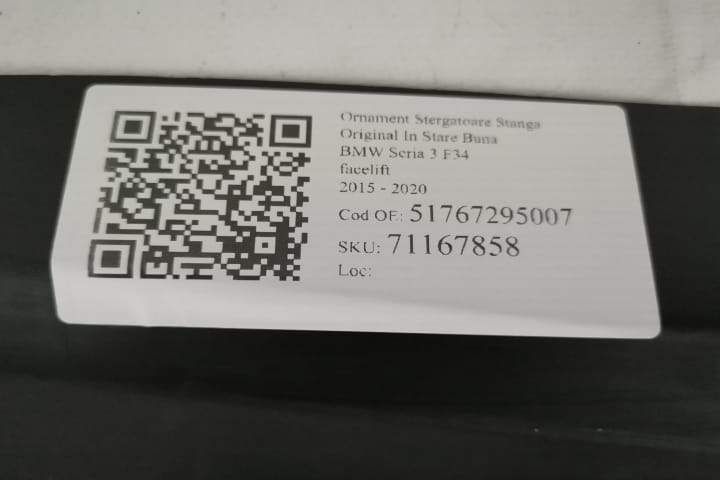 Ornament Stergatoare Stanga
Original In Stare Buna
BMW Seria 3 F34
facelift
2015 - 2020
Cod OE: 51767295007
SKU: 71167858
Loc: